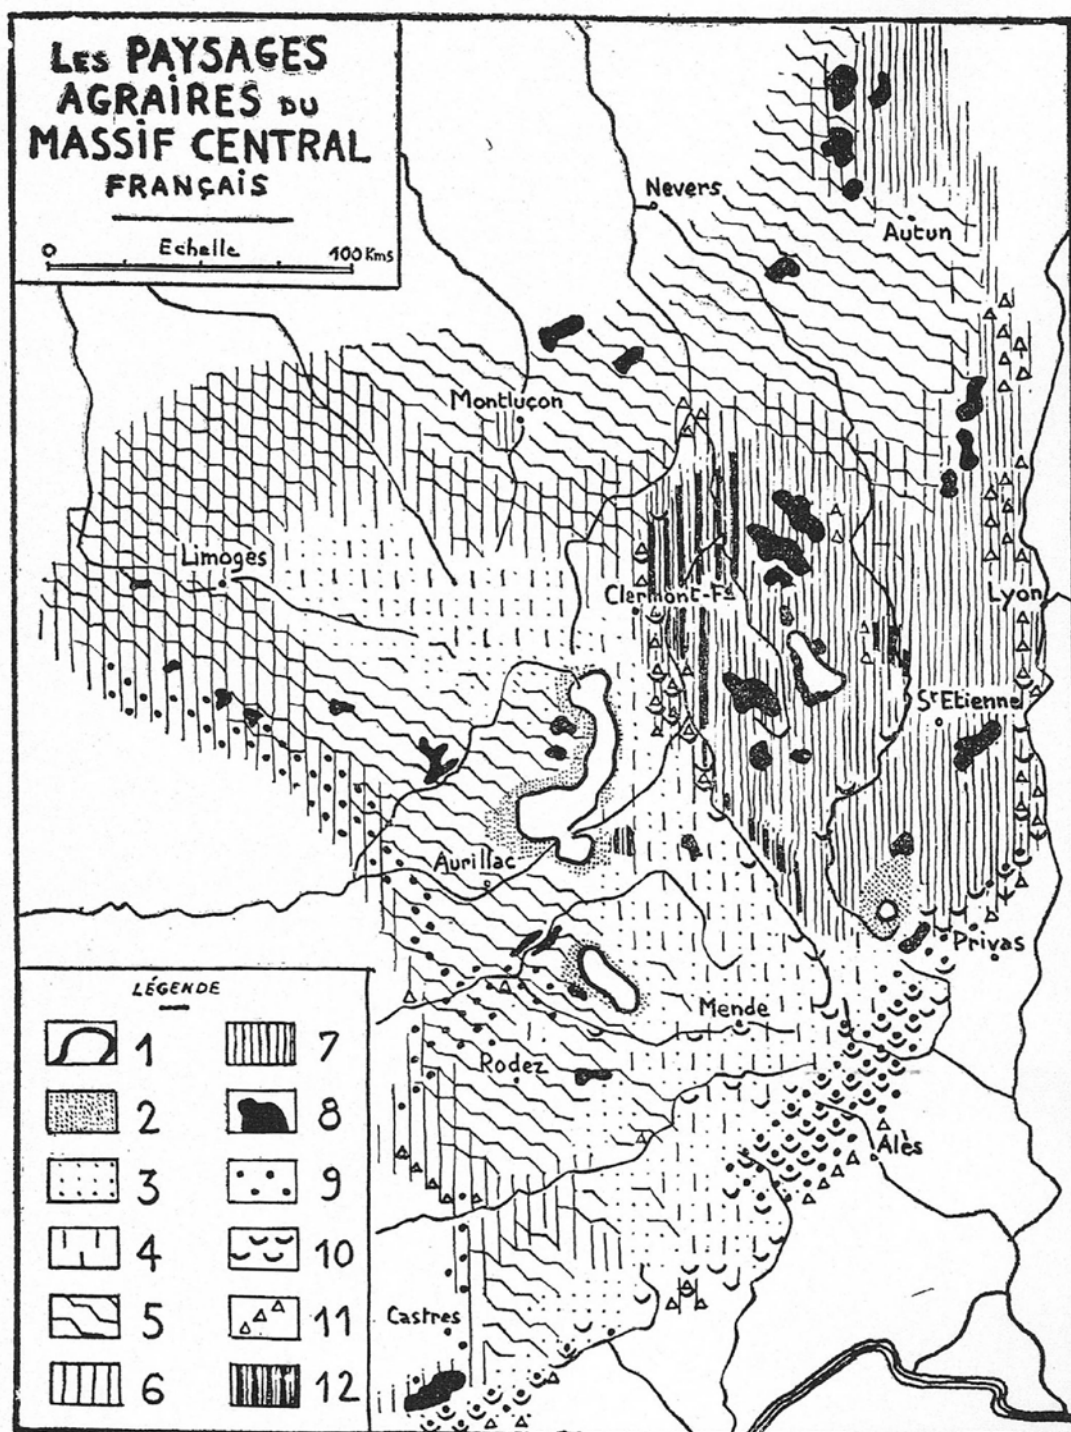 Les PAYSAGES
AGRAIRES DU
MASSIF CENTRAL
FRANÇAIS
Echelle
0 100 Kms
Nevers
Autun
Montluçon
Limoges
Clermont-Fd
Lyon
St Etienne
Aurillac
Privas
Mende
Rodez
Alès
Castres
LÉGENDE
1 7
2 8
3 9
4 10
5 11
6 12